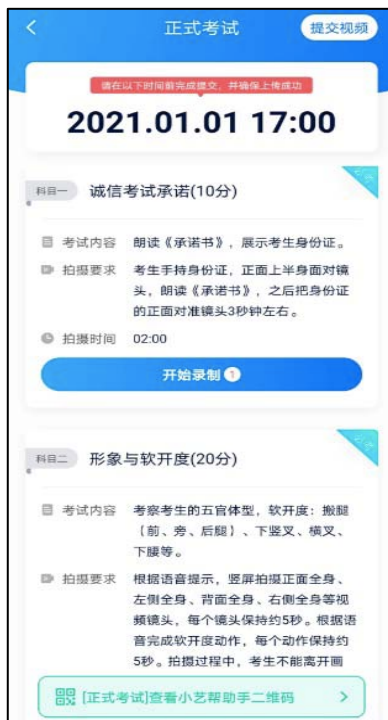 正式考试
提交视频
请在以下时间前完成提交，并确保上传成功
2021.01.01 17:00
科目一 诚信考试承诺(10分)
考试内容 朗读《承诺书》，展示考生身份证。
拍摄要求 考生手持身份证，正面上半身面对镜
头，朗读《承诺书》，之后把身份证
的正面对准镜头3秒钟左右。
拍摄时间 02:00
开始录制 1
科目二 形象与软开度(20分)
考试内容 考察考生的五官体型，软开度：搬腿
{前、旁、后腿}、下竖叉、横叉、
下腰等。
拍摄要求 根据语音提示，竖屏拍摄正面全身、
左侧全身、背面全身、右侧全身等视
频镜头，每个镜头保持约5秒。根据语
音完成软开度动作，每个动作保持约
5秒。拍摄过程中，考生不能离开画
[正式考试]查看小艺帮助手二维码